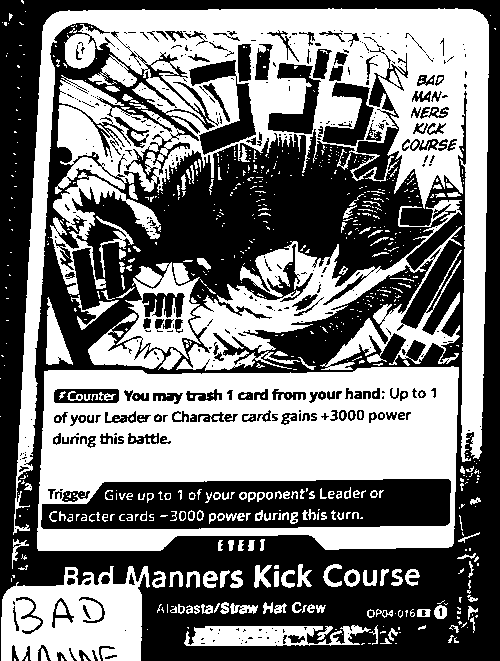 0
BAD
MAN-
NERS
KICK
COURSE
!!
?!!!
Counter You may trash 1 card from your hand: Up to 1
of your Leader or Character cards gains +3000 power
during this battle.
Trigger Give up to 1 of your opponent's Leader or
Character cards −3000 power during this turn.
EVENT
Bad Manners Kick Course
Alabasta/Straw Hat Crew
OP04-016 R 1
BAD
MANNE